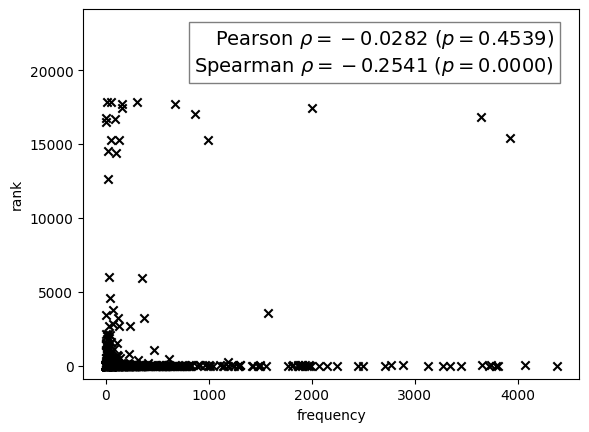 Pearson ρ = −0.0282 (p = 0.4539)
Spearman ρ = −0.2541 (p = 0.0000)
20000
15000
10000
5000
0
rank
0 1000 2000 3000 4000
frequency